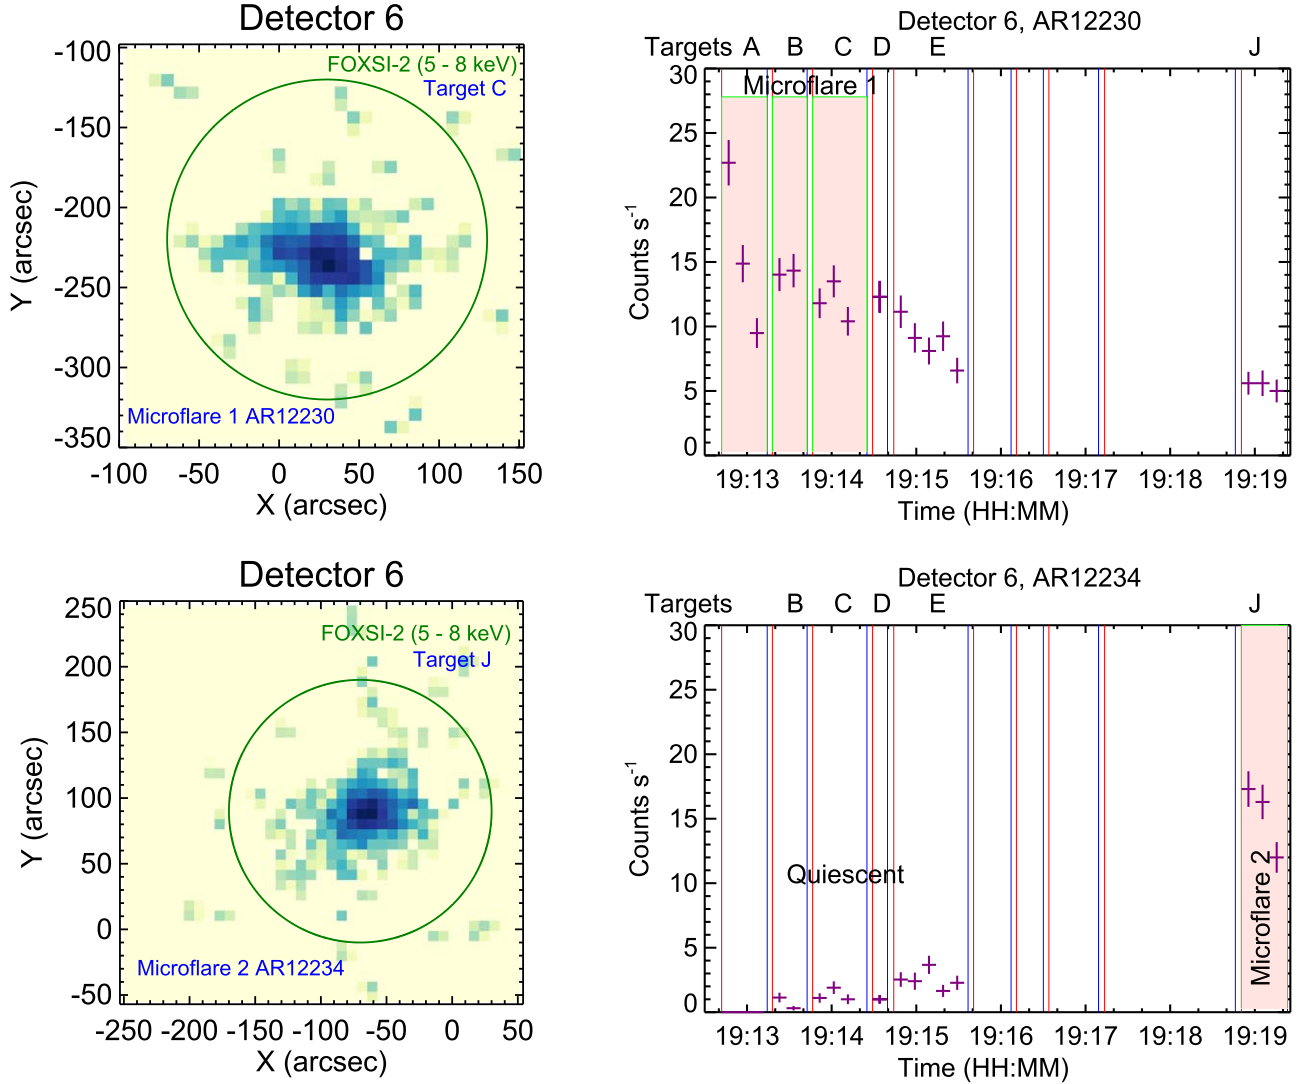 Detector 6
FOXSI-2 (5 - 8 keV)
Target C
Microflare 1 AR12230
-100
-150
-200
-250
-300
-350
-100 -50 0 50 100 150
X (arcsec)
Y (arcsec)
Detector 6, AR12230
Targets A B C D E J
Microflare 1
30
25
20
15
10
5
0
Counts s-1
19:13 19:14 19:15 19:16 19:17 19:18 19:19
Time (HH:MM)
Detector 6
FOXSI-2 (5 - 8 keV)
Target J
Microflare 2 AR12234
250
200
150
100
50
0
-50
-250 -200 -150 -100 -50 0 50
X (arcsec)
Y (arcsec)
Detector 6, AR12234
Targets B C D E J
Quiescent
Microflare 2
30
25
20
15
10
5
0
Counts s-1
19:13 19:14 19:15 19:16 19:17 19:18 19:19
Time (HH:MM)